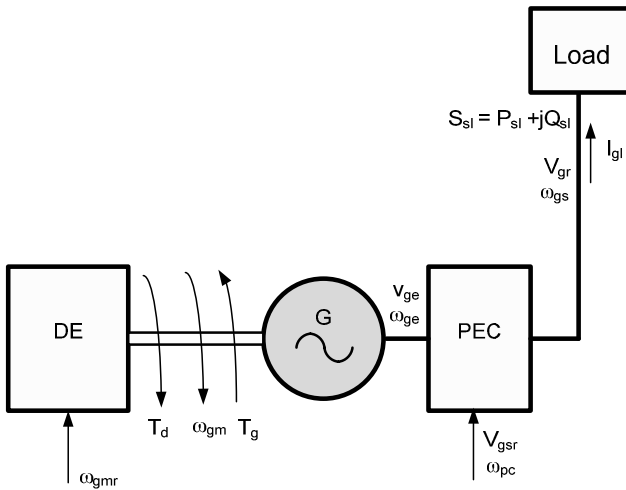 Load
S_sl = P_sl +jQ_sl
I_gl
V_gr
ω_gs
DE
G
v_ge
ω_ge
PEC
T_d
ω_gm
T_g
V_gsr
ω_pc
ω_gmr